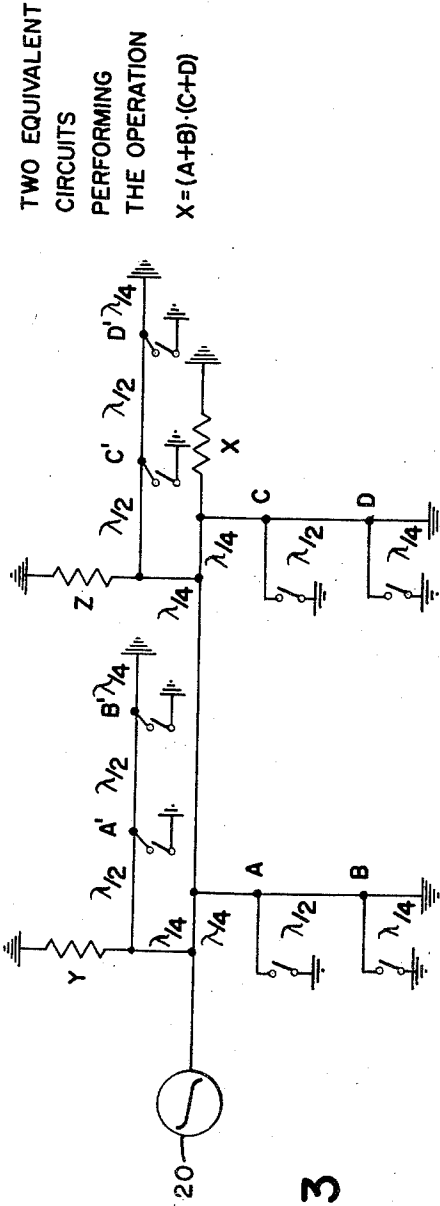 TWO EQUIVALENT
CIRCUITS
PERFORMING
THE OPERATION
X=(A+B)·(C+D)
Z
λ/2
C'
λ/2
D'
λ/4
X
λ/4
λ/4
C
λ/2
D
λ/4
Y
λ/2
A'
λ/2
B'
λ/4
λ/4
λ/4
A
λ/2
B
λ/4
20
3